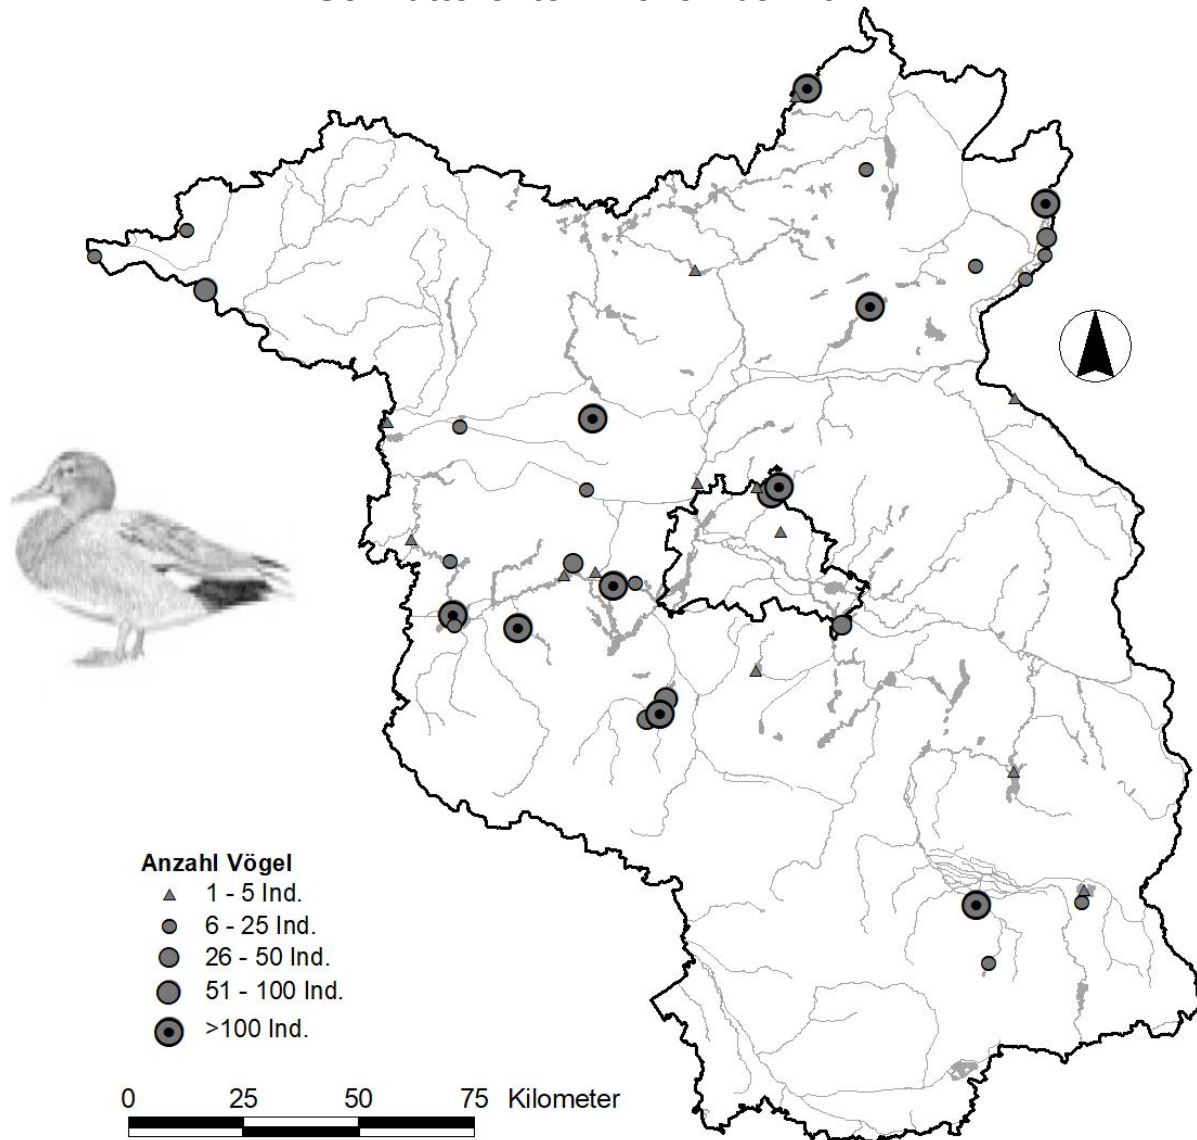 Anzahl Vögel
1 - 5 Ind.
6 - 25 Ind.
26 - 50 Ind.
51 - 100 Ind.
>100 Ind.
0 25 50 75 Kilometer